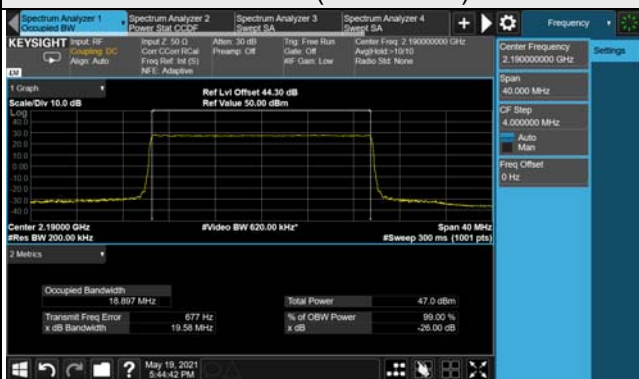 Spectrum Analyzer 1
Occupied BW
Spectrum Analyzer 2
Power Stat CCDF
Spectrum Analyzer 3
Swept SA
Spectrum Analyzer 4
Swept SA
Frequency
KEYSIGHT
Input: RF
Coupling: DC
Align: Auto
Input Z: 50 Ω
Corr CCorr RCal
Freq Ref: Int (S)
NFE: Adaptive
Atten: 30 dB
Preamp: Off
Trig: Free Run
Gate: Off
#IF Gain: Low
Center Freq: 2.190000000 GHz
Avg|Hold:>10/10
Radio Std: None
LXI
Center Frequency
2.190000000 GHz
Settings
Span
40.000 MHz
CF Step
4.000000 MHz
Auto
Man
Freq Offset
0 Hz
1 Graph
Scale/Div 10.0 dB
Ref Lvl Offset 44.30 dB
Ref Value 50.00 dBm
Log
40.0
30.0
20.0
10.0
0.00
-10.0
-20.0
-30.0
-40.0
Center 2.19000 GHz
#Res BW 200.00 kHz
#Video BW 620.00 kHz*
Span 40 MHz
#Sweep 300 ms (1001 pts)
2 Metrics
Occupied Bandwidth
18.897 MHz
Total Power
47.0 dBm
Transmit Freq Error
677 Hz
% of OBW Power
99.00 %
x dB Bandwidth
19.58 MHz
x dB
-26.00 dB
May 19, 2021
5:44:42 PM